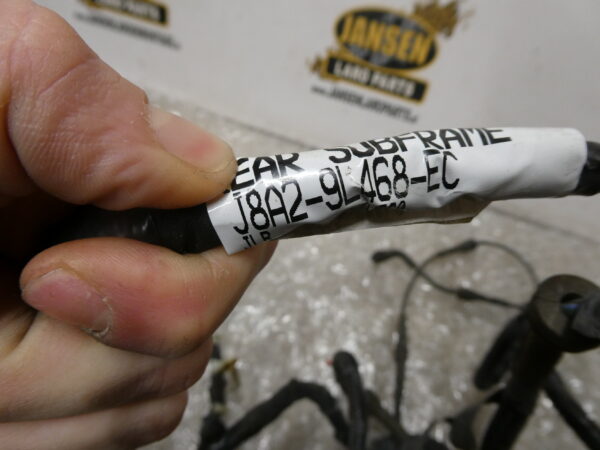 JANSEN
LAND PARTS
EAR SUBFRAME
J8A2-9L468-EC